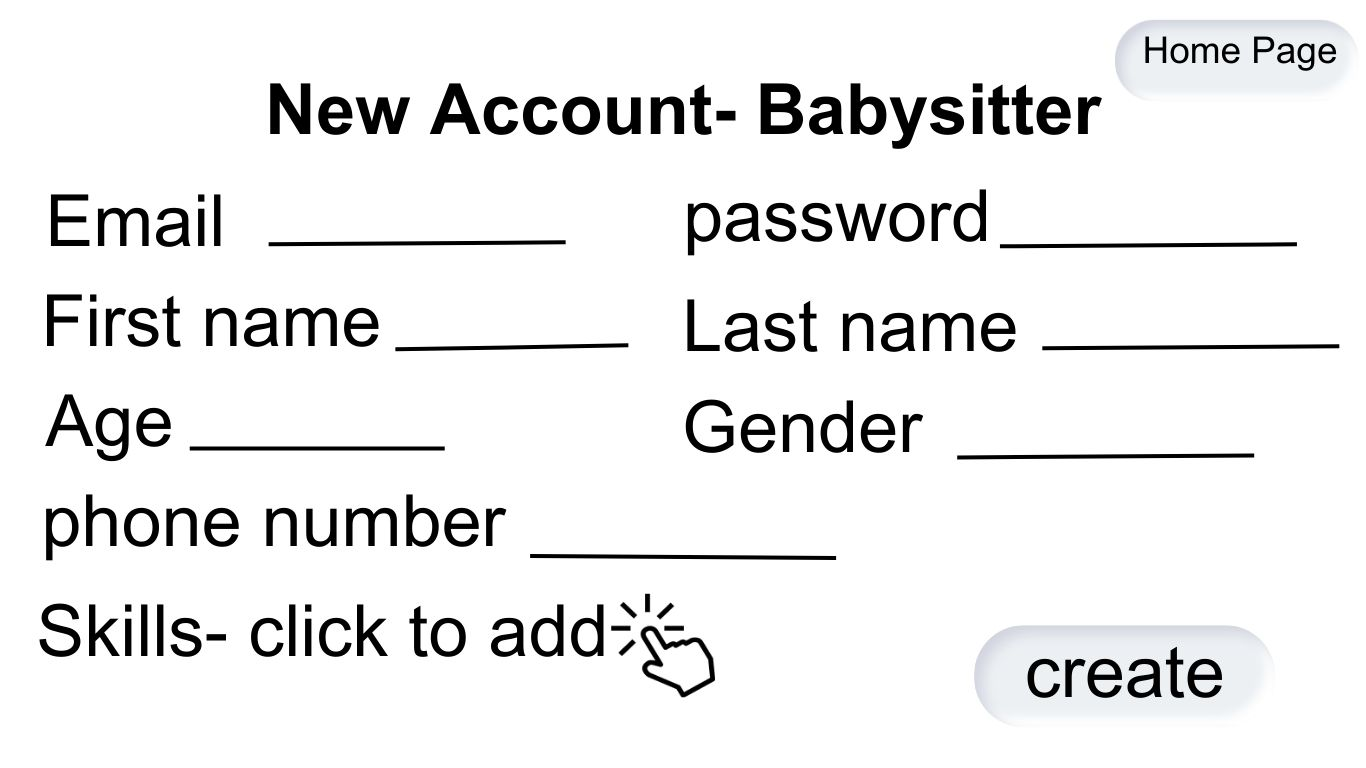 Home Page
New Account- Babysitter
Email
password
First name
Last name
Age
Gender
phone number
Skills- click to add
create